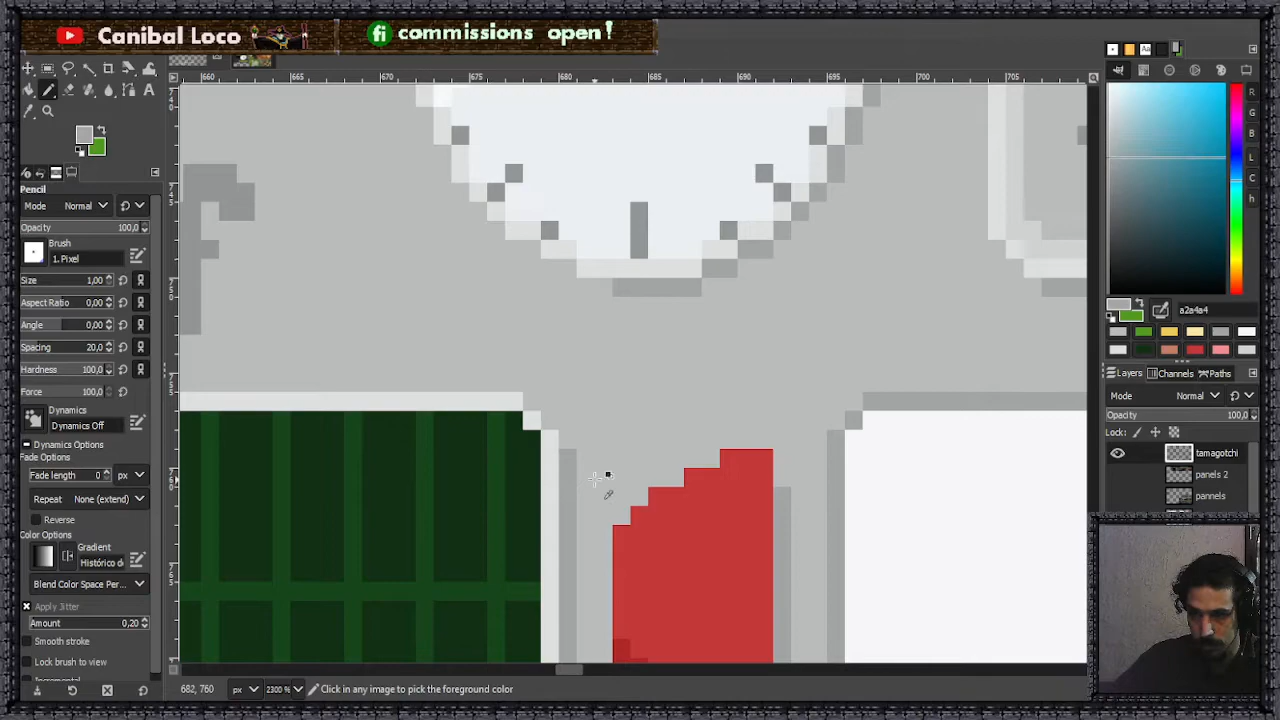 Canibal Loco
fi commissions open!
660 665 670 675 680 685 690 695 700 705
Pencil
Mode Normal
Opacity 100,0
Brush
1. Pixel
Size 1,00
Aspect Ratio 0,00
Angle 0,00
Spacing 20,0
Hardness 100,0
Force 100,0
Dynamics
Dynamics Off
Dynamics Options
Fade Options
Fade length 0 px
Repeat None (extend)
Reverse
Color Options
Gradient
Histórico d
Blend Color Space Per...
Apply Jitter
Amount 0,20
Smooth stroke
Lock brush to view
Incremental
682, 760 px 2300 % Click in any image to pick the foreground color
R
G
B
L
C
h
a2a4a4
Layers Channels Paths
Mode Normal
Opacity 100,0
Lock:
tamagotchi
panels 2
pannels